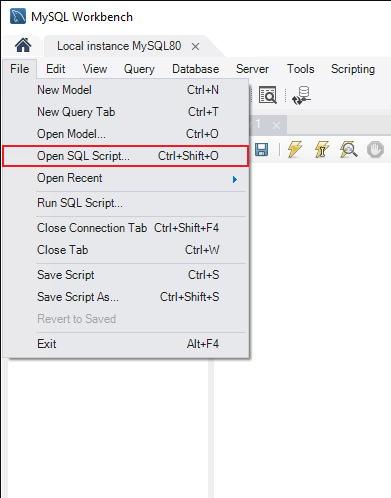 MySQL Workbench
Local instance MySQL80
File Edit View Query Database Server Tools Scripting
New Model Ctrl+N
New Query Tab Ctrl+T
1
Open Model... Ctrl+O
Open SQL Script... Ctrl+Shift+O
Open Recent
Run SQL Script...
Close Connection Tab Ctrl+Shift+F4
Close Tab Ctrl+W
Save Script Ctrl+S
Save Script As... Ctrl+Shift+S
Revert to Saved
Exit Alt+F4